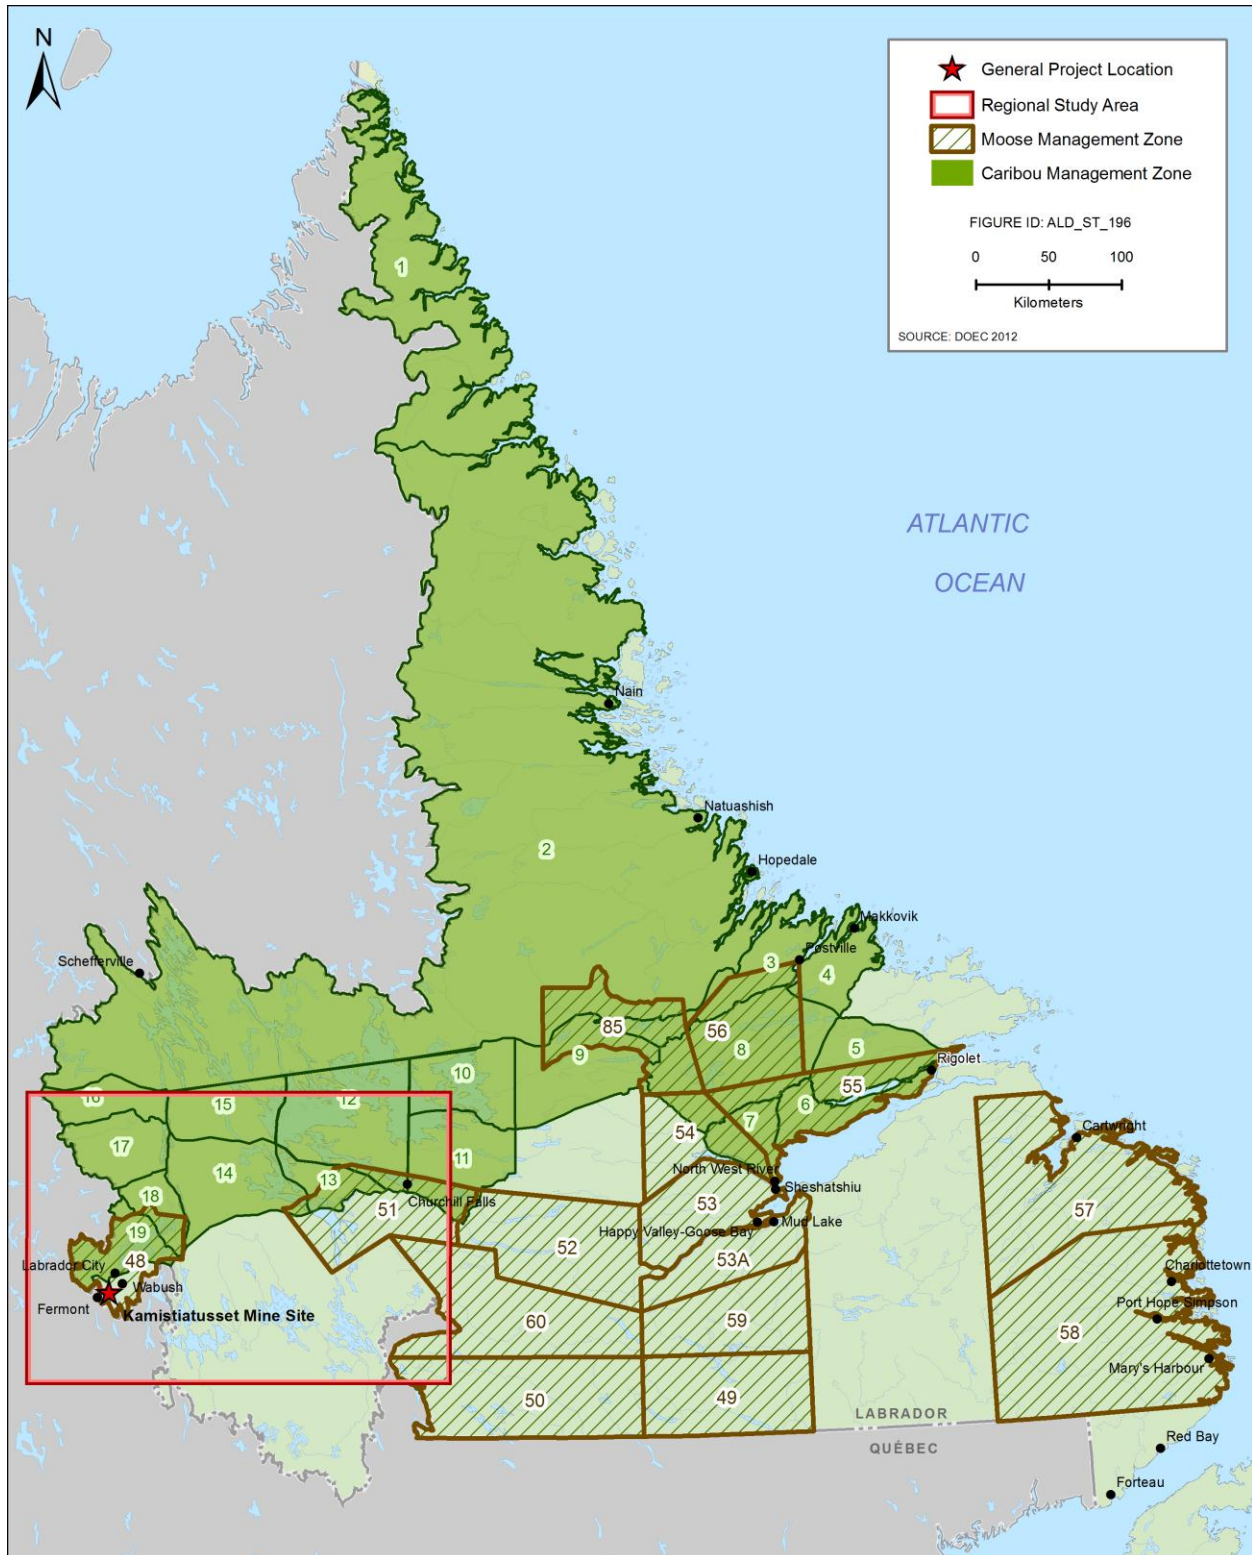 N
General Project Location
Regional Study Area
Moose Management Zone
Caribou Management Zone
FIGURE ID: ALD_ST_196
0 50 100
Kilometers
SOURCE: DOEC 2012
1
ATLANTIC
OCEAN
Nain
Natuashish
2
Hopedale
Makkovik
Postville
Schefferville
3
4
85
56
8
5
9
Rigolet
10
55
16
15
12
6
7
54
17
14
13
11
Cartwright
North West River
Sheshatshiu
18
Churchill Falls
51
53
57
19
52
Happy Valley-Goose Bay
Mud Lake
48
53A
Labrador City
Wabush
Charlottetown
Fermont
Kamistiatusset Mine Site
60
59
Port Hope Simpson
58
Mary's Harbour
50
49
LABRADOR
QUÉBEC
Red Bay
Forteau